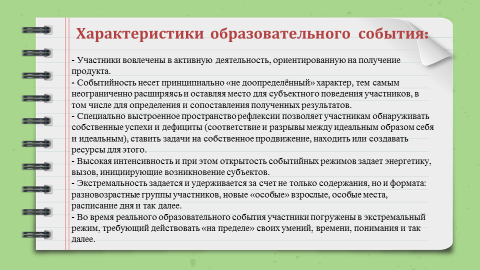 Характеристики образовательного события:
- Участники вовлечены в активную деятельность, ориентированную на получение
продукта.
- Событийность несет принципиально «не доопределённый» характер, тем самым
неограниченно расширяясь и оставляя место для субъектного поведения участников, в
том числе для определения и сопоставления полученных результатов.
- Специально выстроенное пространство рефлексии позволяет участникам обнаруживать
собственные успехи и дефициты (соответствие и разрывы между идеальным образом себя
и идеальным), ставить задачи на собственное продвижение, находить или создавать
ресурсы для этого.
- Высокая интенсивность и при этом открытость событийных режимов задает энергетику,
вызов, инициирующие возникновение субъектов.
- Экстремальность задается и удерживается за счет не только содержания, но и формата:
разновозрастные группы участников, новые «особые» взрослые, особые места,
расписание дня и так далее.
- Во время реального образовательного события участники погружены в экстремальный
режим, требующий действовать «на пределе» своих умений, времени, понимания и так
далее.